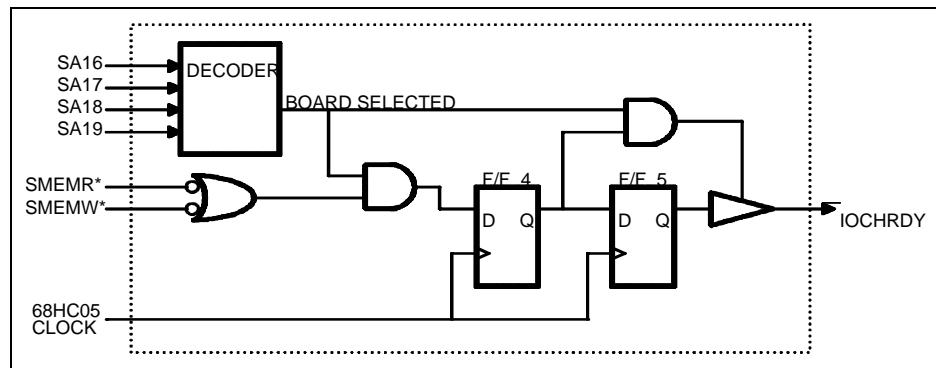 SA16
SA17
SA18
SA19
DECODER
BOARD SELECTED
SMEMR*
SMEMW*
F/F 4
D Q
F/F 5
D Q
IOCHRDY
68HC05
CLOCK